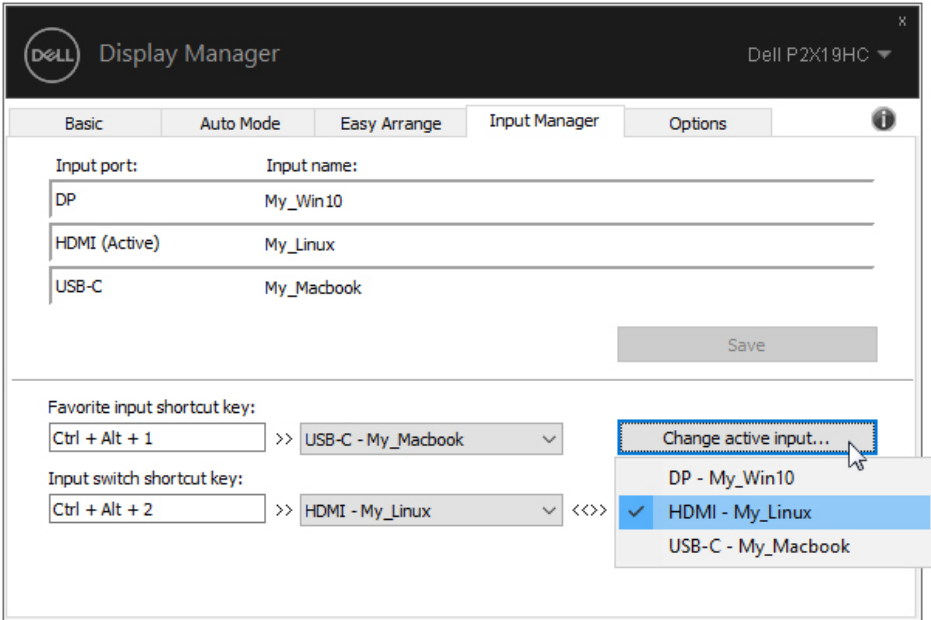 x
DELL Display Manager
Dell P2X19HC
Basic Auto Mode Easy Arrange Input Manager Options
Input port: Input name:
DP My_Win10
HDMI (Active) My_Linux
USB-C My_Macbook
Save
Favorite input shortcut key:
Ctrl + Alt + 1 >> USB-C - My_Macbook Change active input...
Input switch shortcut key:
DP - My_Win10
Ctrl + Alt + 2 >> HDMI - My_Linux <<>> HDMI - My_Linux
USB-C - My_Macbook